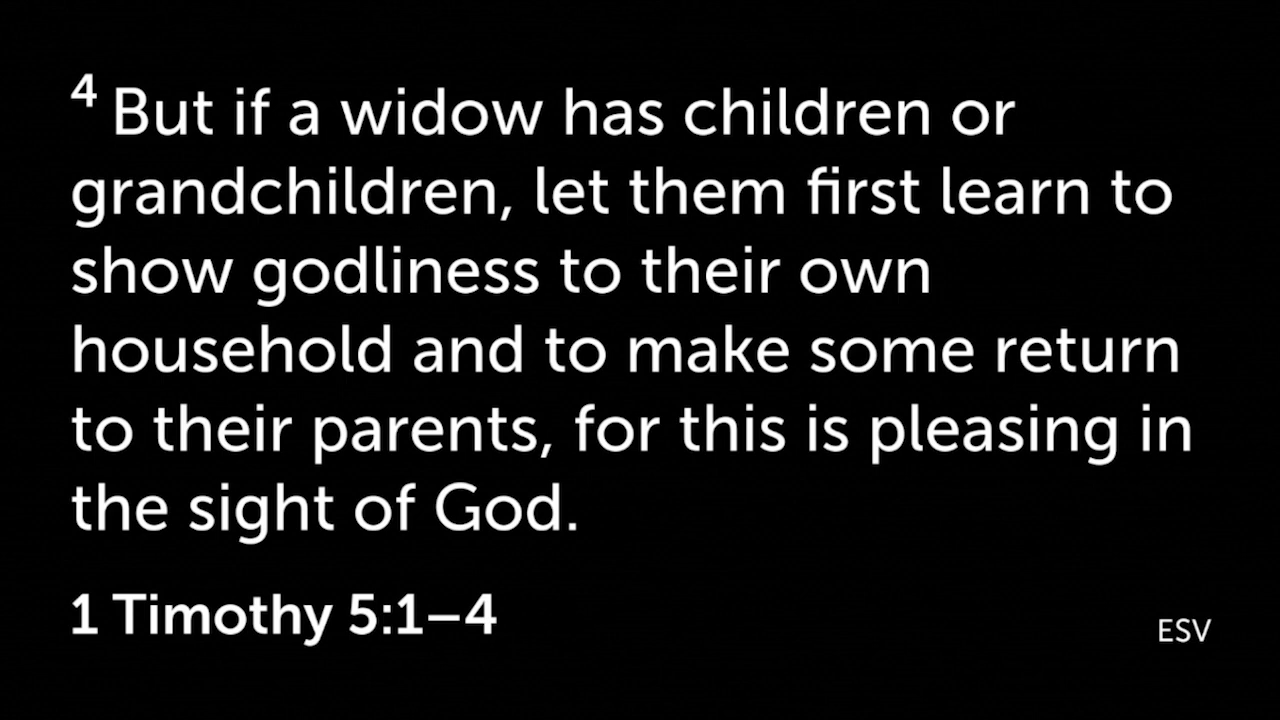 4 But if a widow has children or
grandchildren, let them first learn to
show godliness to their own
household and to make some return
to their parents, for this is pleasing in
the sight of God.
1 Timothy 5:1–4
ESV